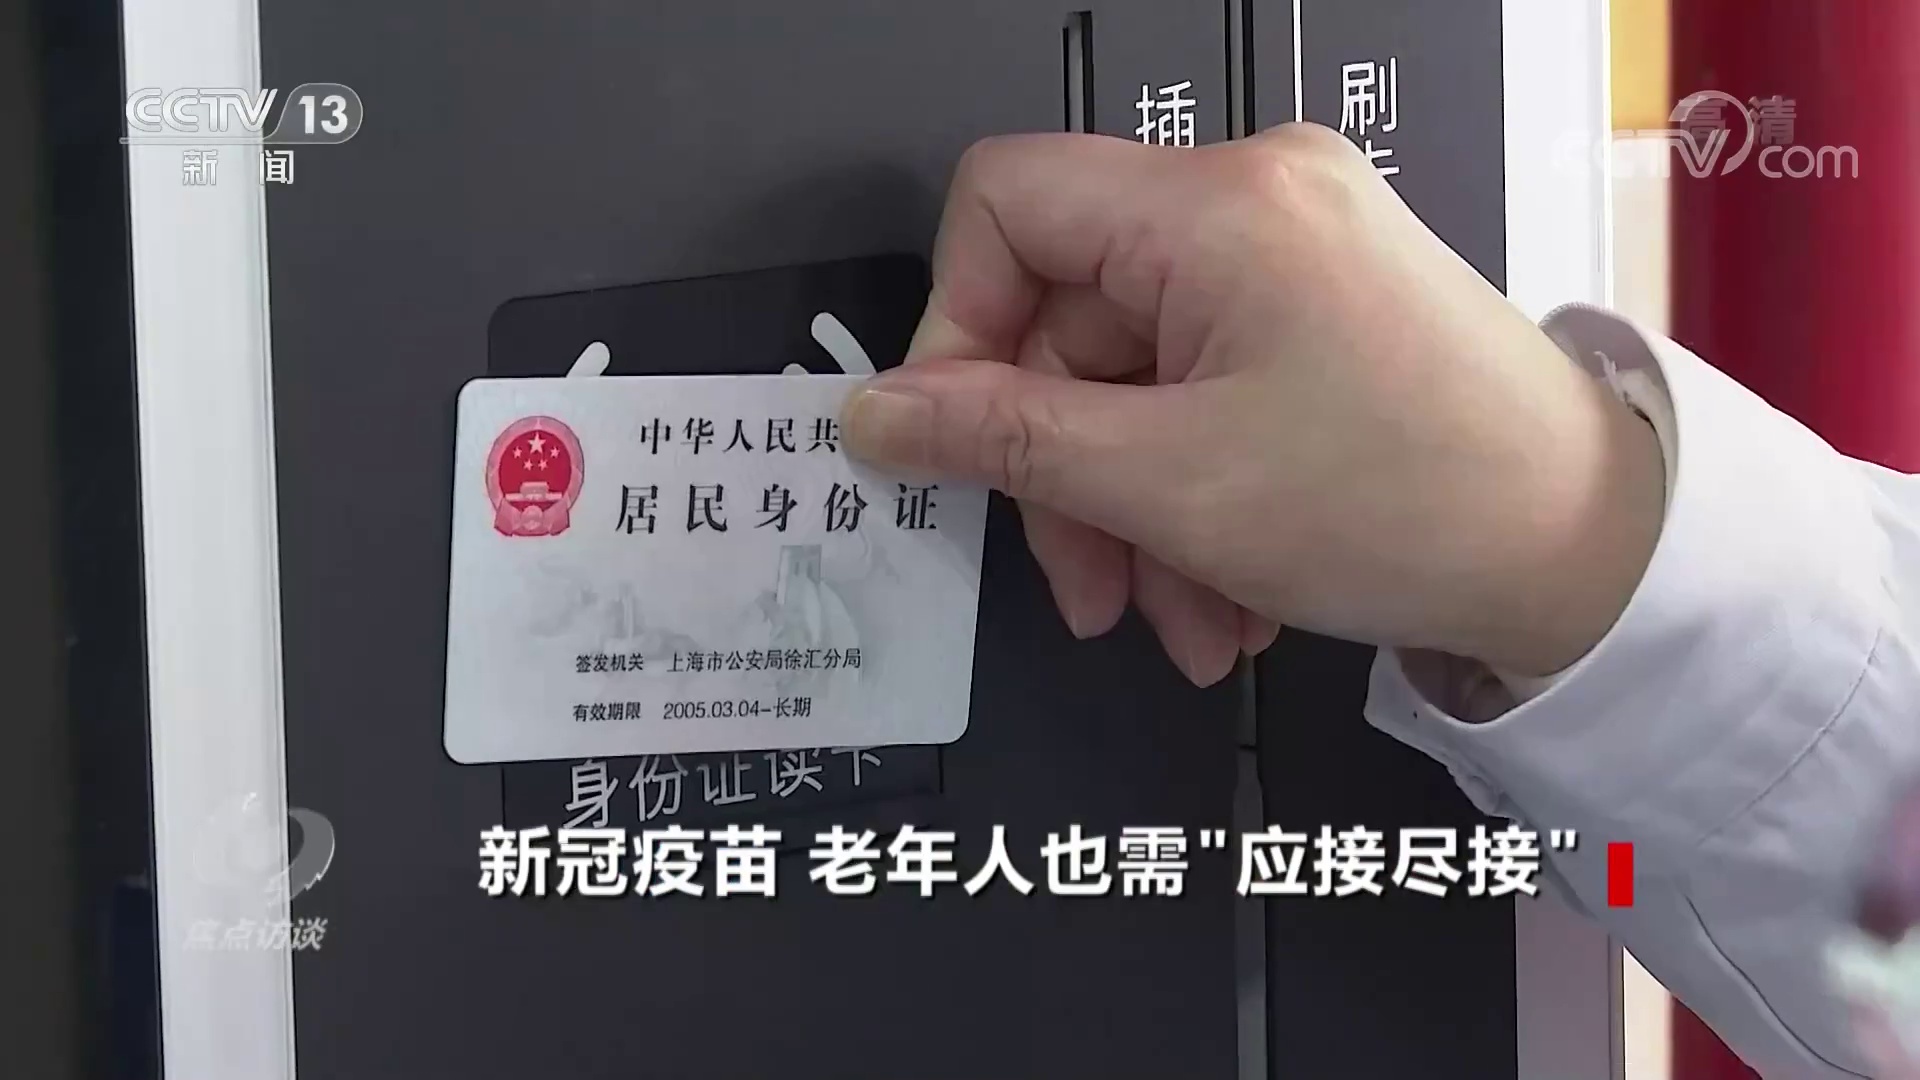 CCTV 13
新闻
高清
CCTV.com
插
刷
中华人民共
居民身份证
签发机关 上海市公安局徐汇分局
有效期限 2005.03.04-长期
身份证读卡
新冠疫苗 老年人也需"应接尽接"
焦点访谈